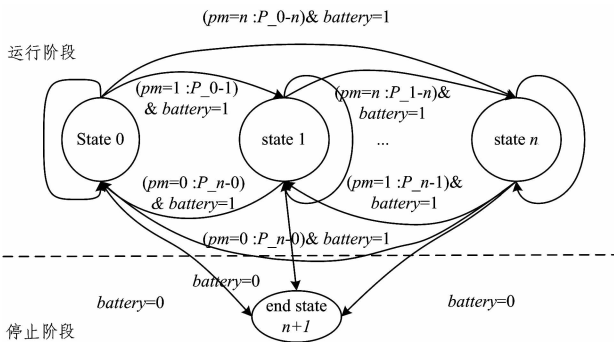 (pm=n :P_0-n)& battery=1
运行阶段
(pm=1 :P_0-1)
& battery=1
(pm=n :P_1-n)&
battery=1
State 0
state 1
...
state n
(pm=0 :P_n-0)
& battery=1
(pm=1 :P_n-1)&
battery=1
(pm=0 :P_n-0)& battery=1
battery=0
battery=0
battery=0
end state
n+1
停止阶段